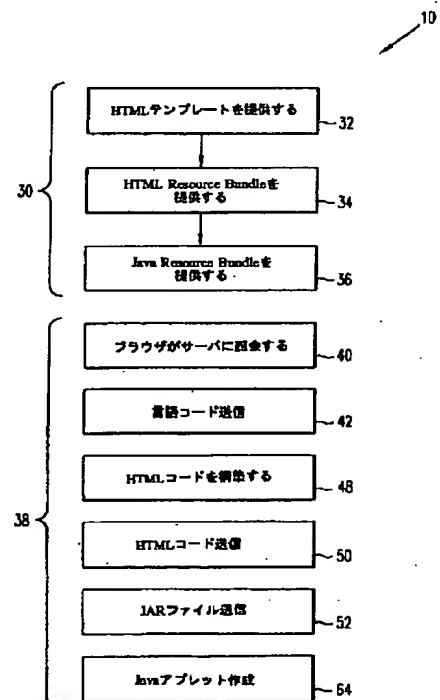 10
HTMLテンプレートを提供する
32
30
HTML Resource Bundleを
提供する
34
Java Resource Bundleを
提供する
36
ブラウザがサーバに照会する
40
言語コード送信
42
HTMLコードを構築する
48
38
HTMLコード送信
50
JARファイル送信
52
Javaアプレット作成
64